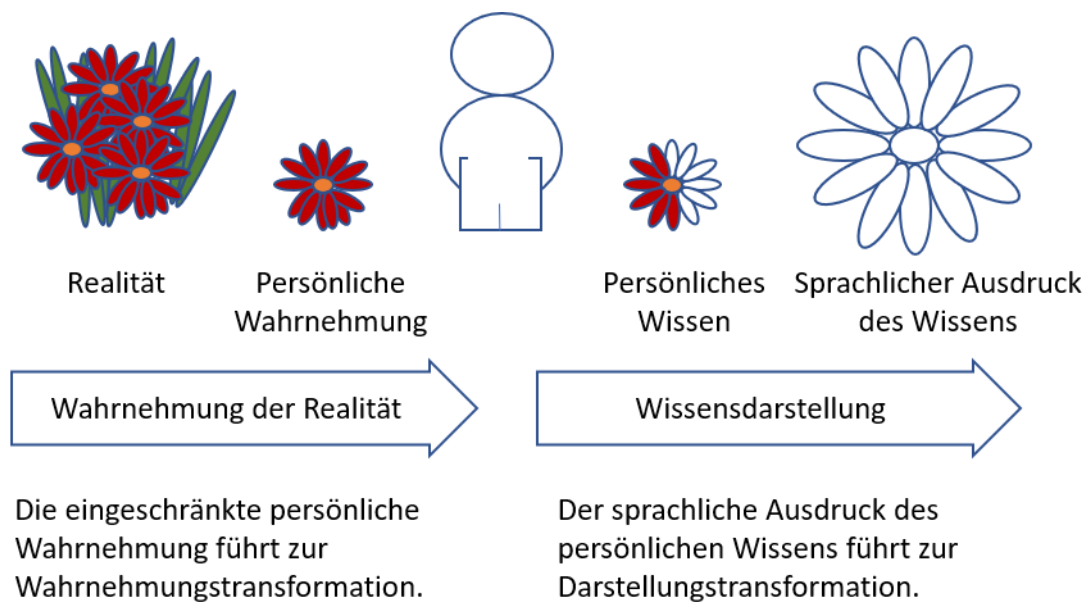 Realität
Persönliche
Wahrnehmung
Persönliches
Wissen
Sprachlicher Ausdruck
des Wissens
Wahrnehmung der Realität
Wissensdarstellung
Die eingeschränkte persönliche
Wahrnehmung führt zur
Wahrnehmungstransformation.
Der sprachliche Ausdruck des
persönlichen Wissens führt zur
Darstellungstransformation.